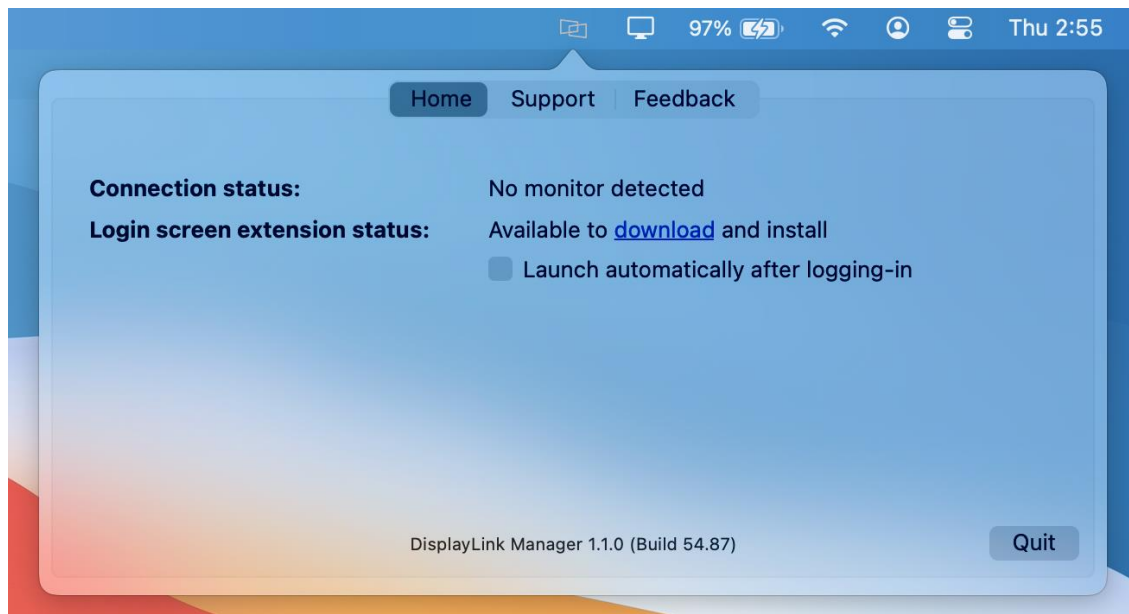 97% Thu 2:55
Home Support Feedback
Connection status: No monitor detected
Login screen extension status: Available to download and install
Launch automatically after logging-in
DisplayLink Manager 1.1.0 (Build 54.87) Quit